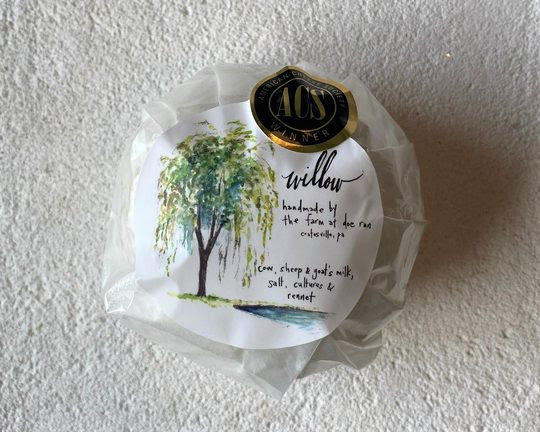 AMERICAN CHEESE SOCIETY
ACS
WINNER
willow
handmade by
the farm at doe run
coatesville, pa
cow, sheep & goat's milk,
salt, cultures &
rennet